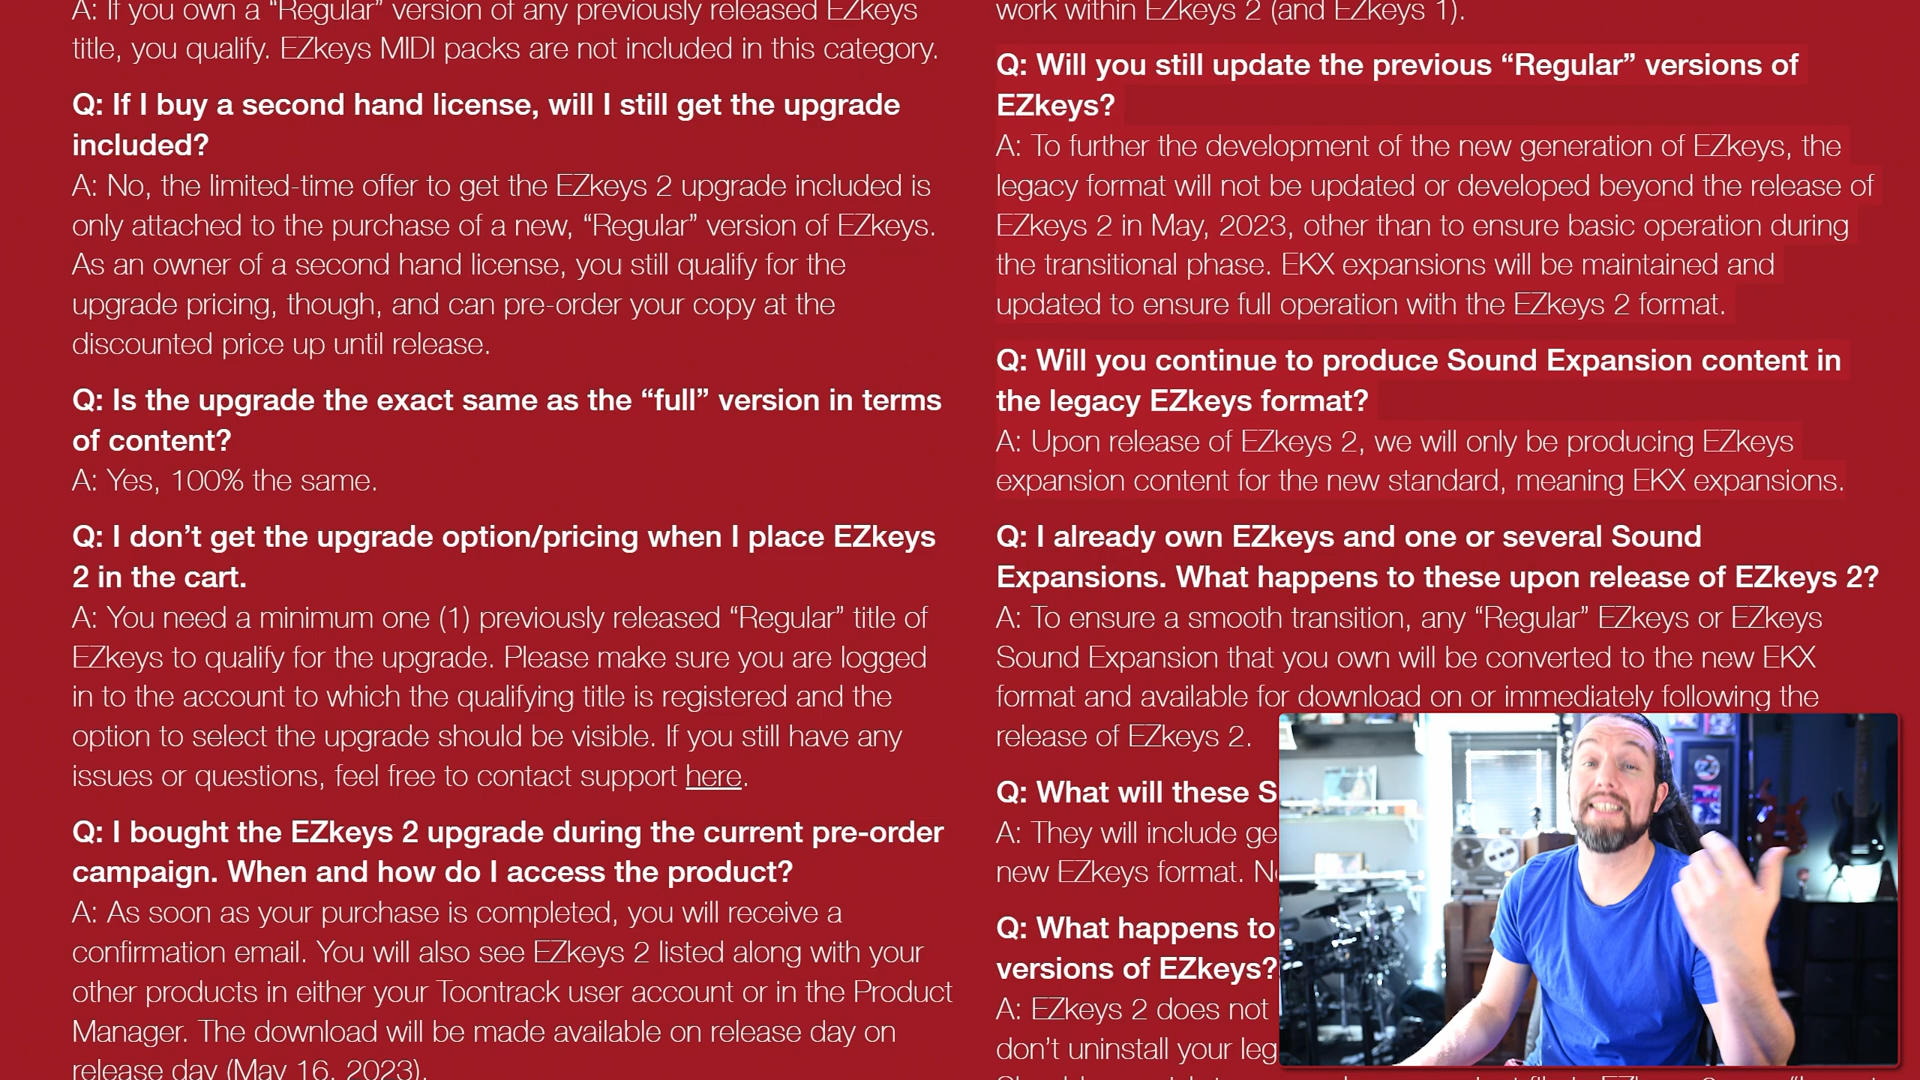 A: If you own a “Regular” version of any previously released EZkeys
title, you qualify. EZkeys MIDI packs are not included in this category.
Q: If I buy a second hand license, will I still get the upgrade
included?
A: No, the limited-time offer to get the EZkeys 2 upgrade included is
only attached to the purchase of a new, “Regular” version of EZkeys.
As an owner of a second hand license, you still qualify for the
upgrade pricing, though, and can pre-order your copy at the
discounted price up until release.
Q: Is the upgrade the exact same as the “full” version in terms
of content?
A: Yes, 100% the same.
Q: I don’t get the upgrade option/pricing when I place EZkeys
2 in the cart.
A: You need a minimum one (1) previously released “Regular” title of
EZkeys to qualify for the upgrade. Please make sure you are logged
in to the account to which the qualifying title is registered and the
option to select the upgrade should be visible. If you still have any
issues or questions, feel free to contact support here.
Q: I bought the EZkeys 2 upgrade during the current pre-order
campaign. When and how do I access the product?
A: As soon as your purchase is completed, you will receive a
confirmation email. You will also see EZkeys 2 listed along with your
other products in either your Toontrack user account or in the Product
Manager. The download will be made available on release day on
release day (May 16, 2023).
work within EZkeys 2 (and EZkeys 1).
Q: Will you still update the previous “Regular” versions of
EZkeys?
A: To further the development of the new generation of EZkeys, the
legacy format will not be updated or developed beyond the release of
EZkeys 2 in May, 2023, other than to ensure basic operation during
the transitional phase. EKX expansions will be maintained and
updated to ensure full operation with the EZkeys 2 format.
Q: Will you continue to produce Sound Expansion content in
the legacy EZkeys format?
A: Upon release of EZkeys 2, we will only be producing EZkeys
expansion content for the new standard, meaning EKX expansions.
Q: I already own EZkeys and one or several Sound
Expansions. What happens to these upon release of EZkeys 2?
A: To ensure a smooth transition, any “Regular” EZkeys or EZkeys
Sound Expansion that you own will be converted to the new EKX
format and available for download on or immediately following the
release of EZkeys 2.
Q: What will these S
A: They will include ge
new EZkeys format. N
Q: What happens to
versions of EZkeys?
A: EZkeys 2 does not
don’t uninstall your leg